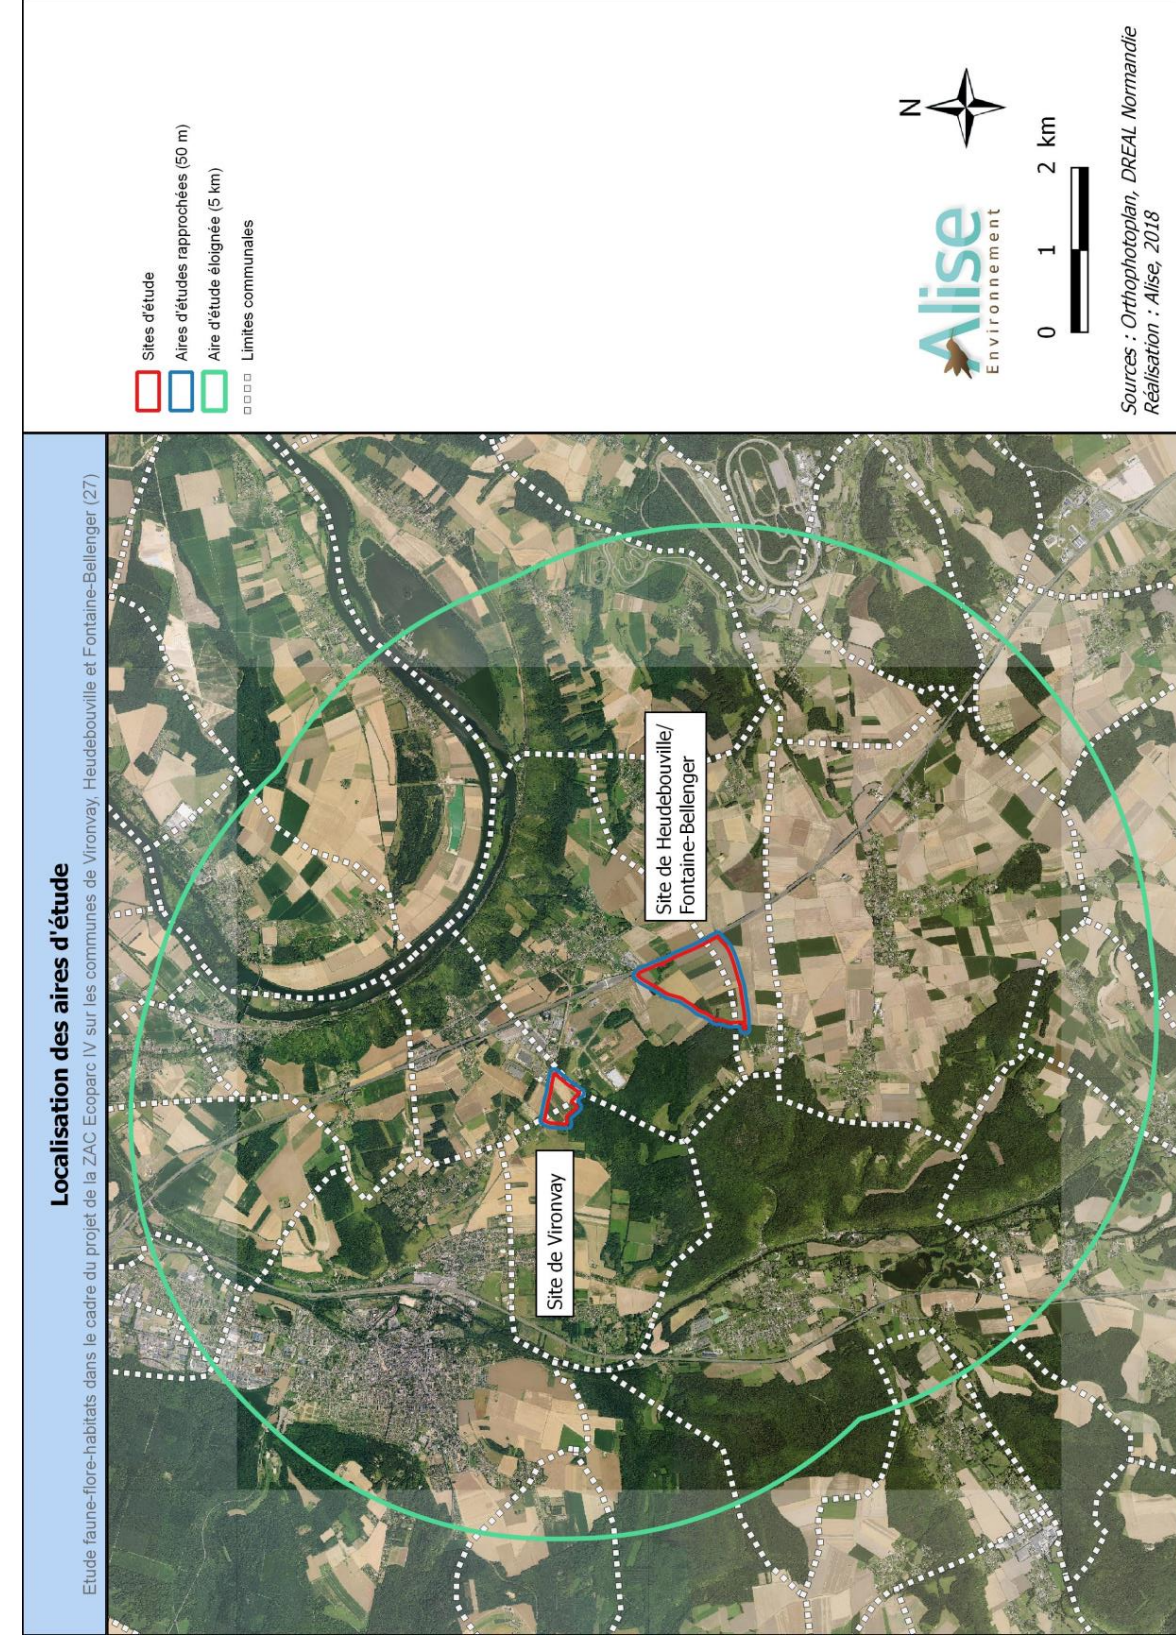 Localisation des aires d'étude
Etude faune-flore-habitats dans le cadre du projet de la ZAC Ecoparc IV sur les communes de Vironvay, Heudebouville et Fontaine-Bellenger (27)
Site de Vironvay
Site de Heudebouville/
Fontaine-Bellenger
Sites d'étude
Aires d'études rapprochées (50 m)
Aire d'étude éloignée (5 km)
Limites communales
Alise
Environnement
N
0 1 2 km
Sources : Orthophotoplan, DREAL Normandie
Réalisation : Alise, 2018